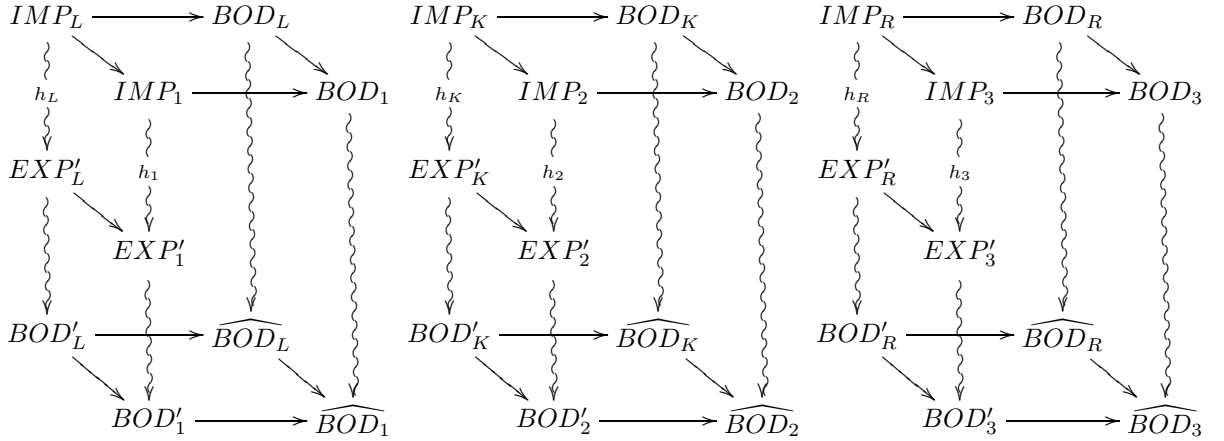 IMP_L BOD_L IMP_K BOD_K IMP_R BOD_R
h_L IMP_1 BOD_1 h_K IMP_2 BOD_2 h_R IMP_3 BOD_3
EXP'_L h_1 EXP'_K h_2 EXP'_R h_3
EXP'_1 EXP'_2 EXP'_3
BOD'_L \widehat{BOD_L} BOD'_K \widehat{BOD_K} BOD'_R \widehat{BOD_R}
BOD'_1 \widehat{BOD_1} BOD'_2 \widehat{BOD_2} BOD'_3 \widehat{BOD_3}